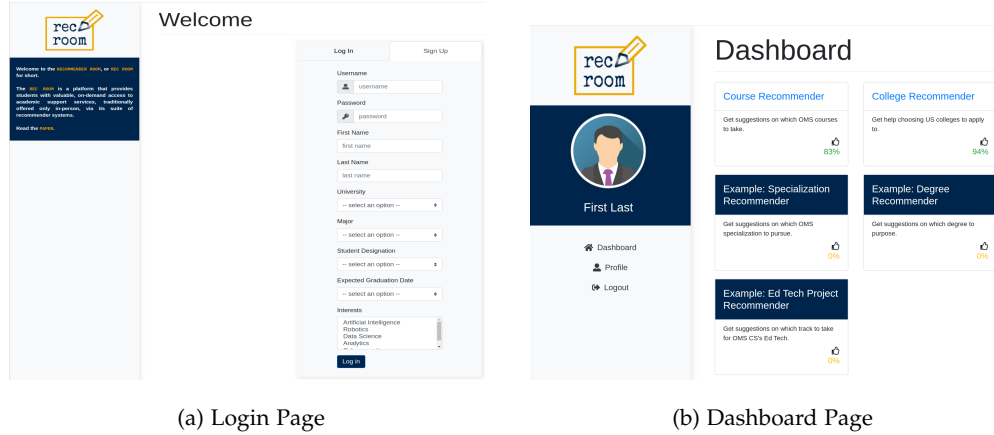 rec
room
Welcome to the RECOMMENDER ROOM, or REC ROOM
for short.
The REC ROOM is a platform that provides
students with valuable, on-demand access to
academic support services, traditionally
offered only in-person, via its suite of
recommender systems.
Read the PAPER.
Welcome
Log In
Sign Up
Username
username
Password
password
First Name
first name
Last Name
last name
University
-- select an option --
Major
-- select an option --
Student Designation
-- select an option --
Expected Graduation Date
-- select an option --
Interests
Artificial Intelligence
Robotics
Data Science
Analytics
Log in
(a) Login Page
rec
room
First Last
Dashboard
Profile
Logout
Dashboard
Course Recommender
Get suggestions on which OMS courses
to take.
83%
College Recommender
Get help choosing US colleges to apply
to.
94%
Example: Specialization
Recommender
Get suggestions on which OMS
specialization to pursue.
0%
Example: Degree
Recommender
Get suggestions on which degree to
purpose.
0%
Example: Ed Tech Project
Recommender
Get suggestions on which track to take
for OMS CS's Ed Tech.
0%
(b) Dashboard Page